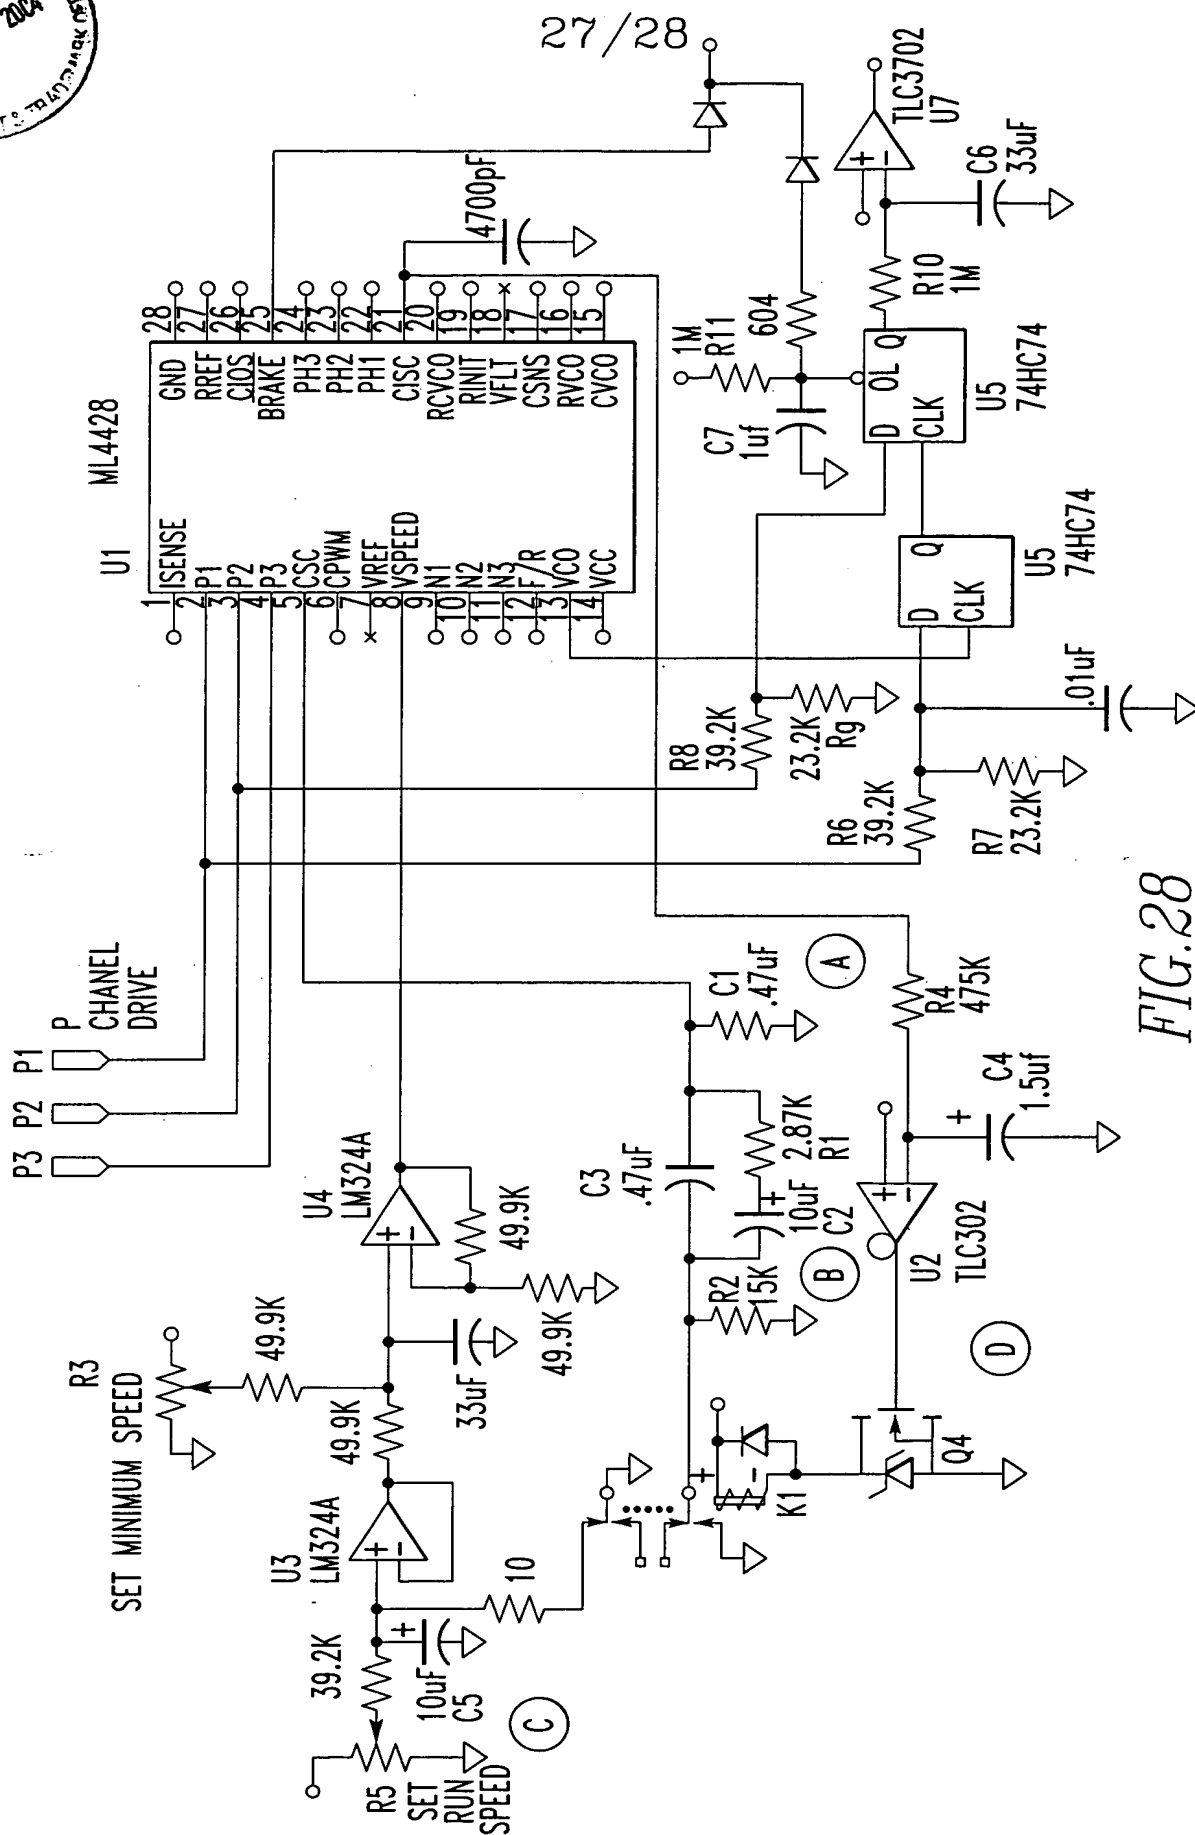 27/28
P3
P2
P1
P
CHANEL
DRIVE
U1
ML4428
1
2
3
4
5
6
7
8
9
10
11
12
13
14
ISENSE
P1
P2
P3
CSC
CPWM
VREF
VSPEED
N1
N2
N3
F/R
VCO
VCC
28
27
26
25
24
23
22
21
20
19
18
17
16
15
GND
RREF
CIOS
BRAKE
PH3
PH2
PH1
CISC
RCVCO
RINIT
VFLT
CSNS
RVCO
CVCO
4700pF
SET MINIMUM SPEED
R3
49.9K
U3
LM324A
+
-
49.9K
33uF
U4
LM324A
+
-
49.9K
49.9K
39.2K
+
10uF
C5
R5
SET
RUN
SPEED
C
10
C3
.47uF
C1
.47uF
A
2.87K
R1
+
10uF
C2
R2
15K
B
+
-
K1
Q4
D
U2
TLC302
+
-
+
C4
1.5uf
R4
475K
R8
39.2K
23.2K
R9
R6
39.2K
R7
23.2K
.01uF
D
Q
CLK
U5
74HC74
D
OL
Q
CLK
U5
74HC74
C7
1uf
1M
R11
604
R10
1M
C6
33uF
+
-
TLC3702
U7
FIG.28